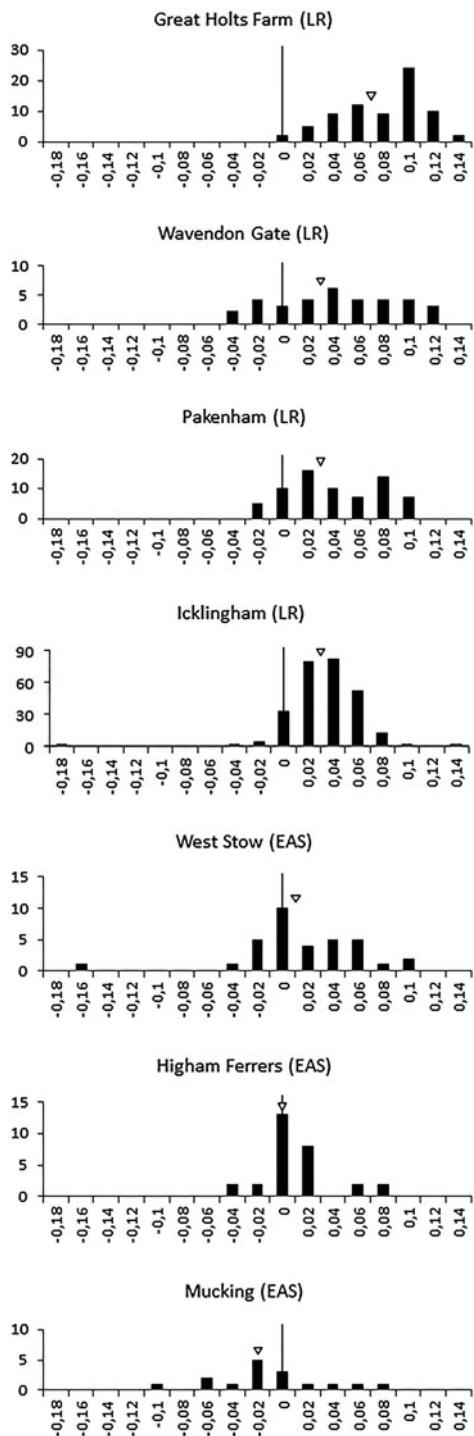 Great Holts Farm (LR)
30
20
10
0
-0,18 -0,16 -0,14 -0,12 -0,1 -0,08 -0,06 -0,04 -0,02 0 0,02 0,04 0,06 0,08 0,1 0,12 0,14
Wavendon Gate (LR)
10
5
0
-0,18 -0,16 -0,14 -0,12 -0,1 -0,08 -0,06 -0,04 -0,02 0 0,02 0,04 0,06 0,08 0,1 0,12 0,14
Pakenham (LR)
20
10
0
-0,18 -0,16 -0,14 -0,12 -0,1 -0,08 -0,06 -0,04 -0,02 0 0,02 0,04 0,06 0,08 0,1 0,12 0,14
Icklingham (LR)
90
60
30
0
-0,18 -0,16 -0,14 -0,12 -0,1 -0,08 -0,06 -0,04 -0,02 0 0,02 0,04 0,06 0,08 0,1 0,12 0,14
West Stow (EAS)
15
10
5
0
-0,18 -0,16 -0,14 -0,12 -0,1 -0,08 -0,06 -0,04 -0,02 0 0,02 0,04 0,06 0,08 0,1 0,12 0,14
Higham Ferrers (EAS)
15
10
5
0
-0,18 -0,16 -0,14 -0,12 -0,1 -0,08 -0,06 -0,04 -0,02 0 0,02 0,04 0,06 0,08 0,1 0,12 0,14
Mucking (EAS)
10
5
0
-0,18 -0,16 -0,14 -0,12 -0,1 -0,08 -0,06 -0,04 -0,02 0 0,02 0,04 0,06 0,08 0,1 0,12 0,14